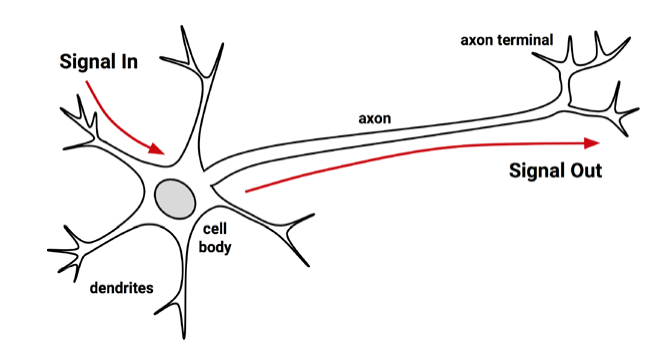 axon terminal
Signal In
axon
Signal Out
cell
body
dendrites